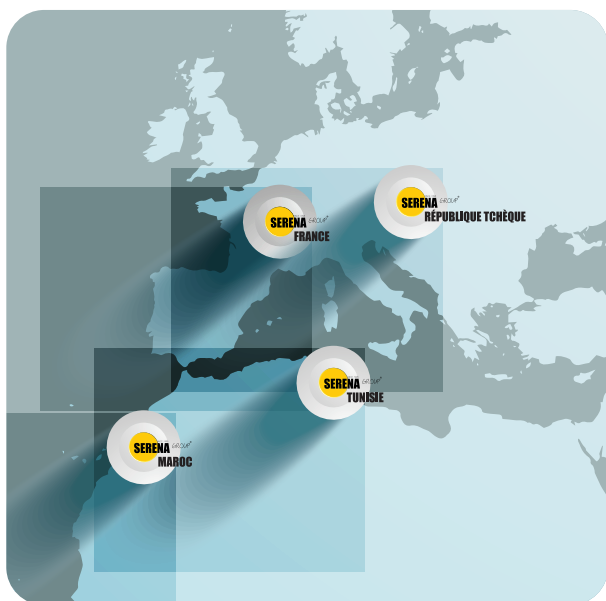 SERENA GROUP
FRANCE
SERENA GROUP
RÉPUBLIQUE TCHÈQUE
SERENA GROUP
TUNISIE
SERENA GROUP
MAROC